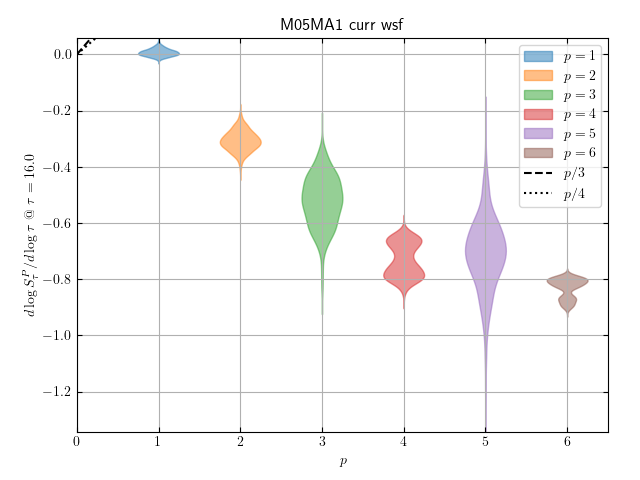 M05MA1 curr wsf
d log S_τ^P / d log τ @ τ = 16.0
0.0
−0.2
−0.4
−0.6
−0.8
−1.0
−1.2
0 1 2 3 4 5 6
p
p = 1
p = 2
p = 3
p = 4
p = 5
p = 6
p/3
p/4